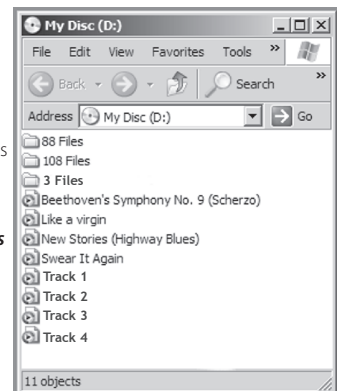 My Disc (D:)
File Edit View Favorites Tools »
Back Search »
Address My Disc (D:) Go
88 Files
108 Files
3 Files
Beethoven's Symphony No. 9 (Scherzo)
Like a virgin
New Stories (Highway Blues)
Swear It Again
Track 1
Track 2
Track 3
Track 4
11 objects